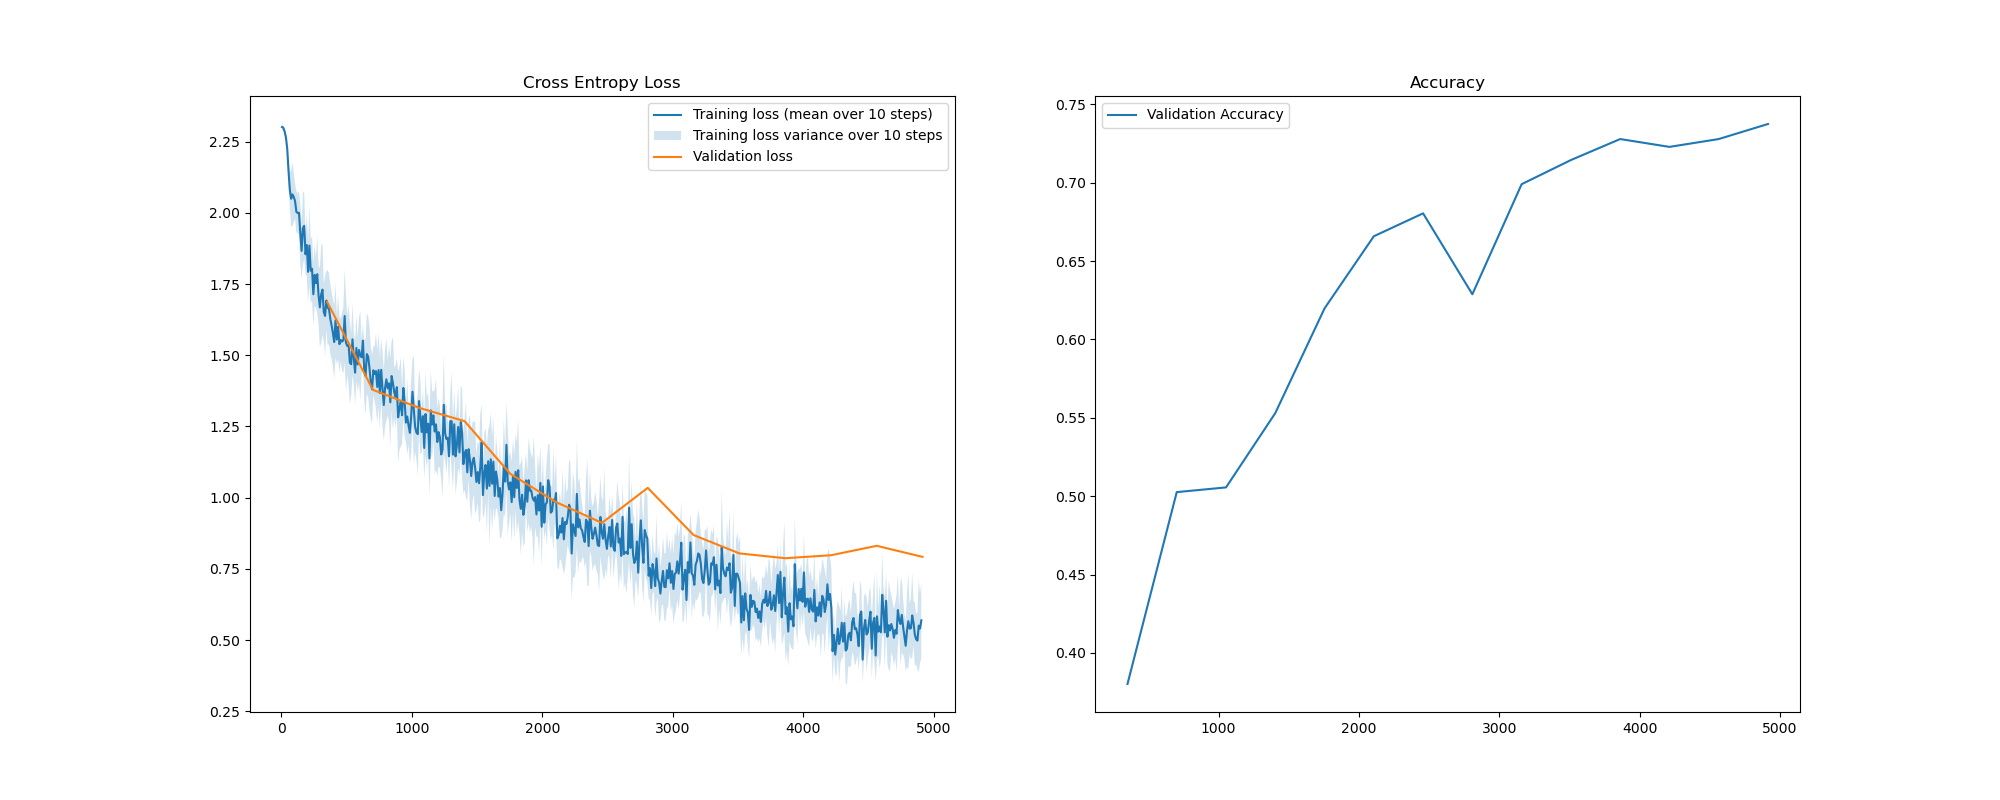 Cross Entropy Loss
Training loss (mean over 10 steps)
Training loss variance over 10 steps
Validation loss
2.25
2.00
1.75
1.50
1.25
1.00
0.75
0.50
0.25
0 1000 2000 3000 4000 5000
Accuracy
Validation Accuracy
0.75
0.70
0.65
0.60
0.55
0.50
0.45
0.40
1000 2000 3000 4000 5000